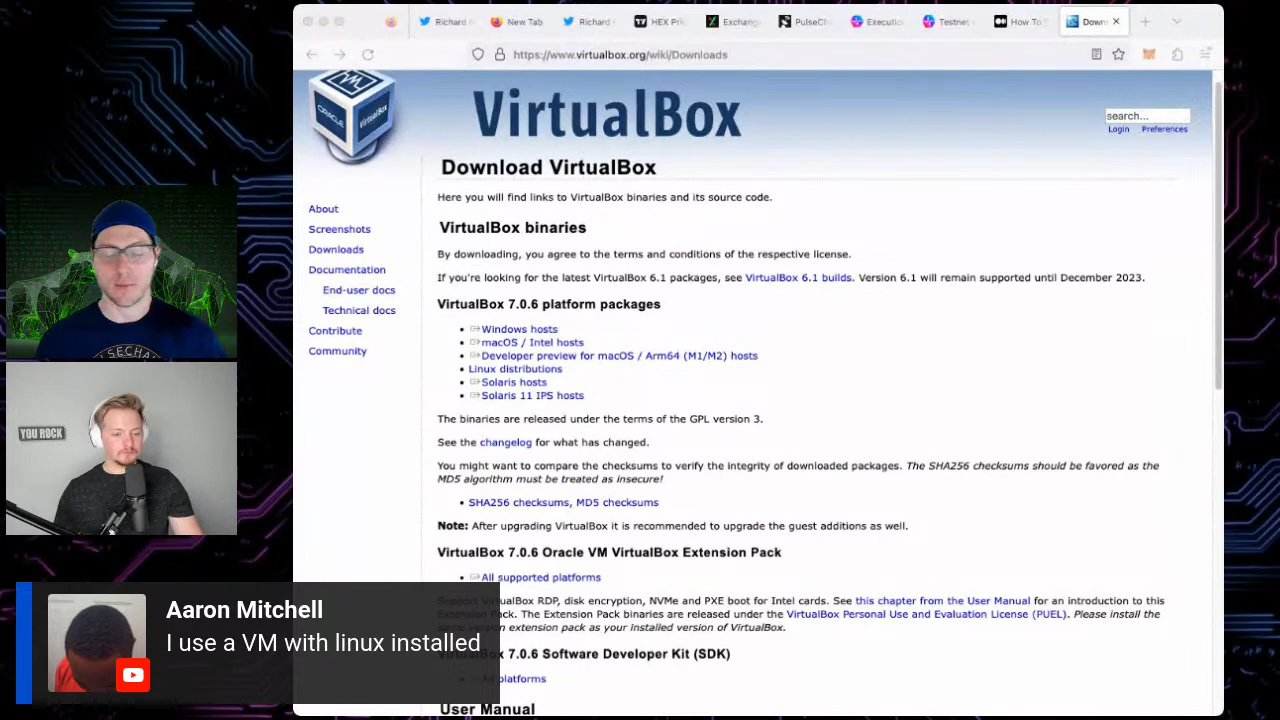 Richard
New Tab
Richard
HEX Pri
Exchang
PulseCh
Execution
Testnet
How To
Down
https://www.virtualbox.org/wiki/Downloads
ORACLE
VirtualBox
VirtualBox
search...
Login Preferences
Download VirtualBox
Here you will find links to VirtualBox binaries and its source code.
About
Screenshots
Downloads
Documentation
End-user docs
Technical docs
Contribute
Community
VirtualBox binaries
By downloading, you agree to the terms and conditions of the respective license.
If you're looking for the latest VirtualBox 6.1 packages, see VirtualBox 6.1 builds. Version 6.1 will remain supported until December 2023.
VirtualBox 7.0.6 platform packages
Windows hosts
macOS / Intel hosts
Developer preview for macOS / Arm64 (M1/M2) hosts
Linux distributions
Solaris hosts
Solaris 11 IPS hosts
The binaries are released under the terms of the GPL version 3.
See the changelog for what has changed.
You might want to compare the checksums to verify the integrity of downloaded packages. The SHA256 checksums should be favored as the
MD5 algorithm must be treated as insecure!
SHA256 checksums, MD5 checksums
Note: After upgrading VirtualBox it is recommended to upgrade the guest additions as well.
VirtualBox 7.0.6 Oracle VM VirtualBox Extension Pack
All supported platforms
Support VirtualBox RDP, disk encryption, NVMe and PXE boot for Intel cards. See this chapter from the User Manual for an introduction to this
Extension Pack. The Extension Pack binaries are released under the VirtualBox Personal Use and Evaluation License (PUEL). Please install the
same version extension pack as your installed version of VirtualBox.
VirtualBox 7.0.6 Software Developer Kit (SDK)
All platforms
User Manual
YOU ROCK
Aaron Mitchell
I use a VM with linux installed